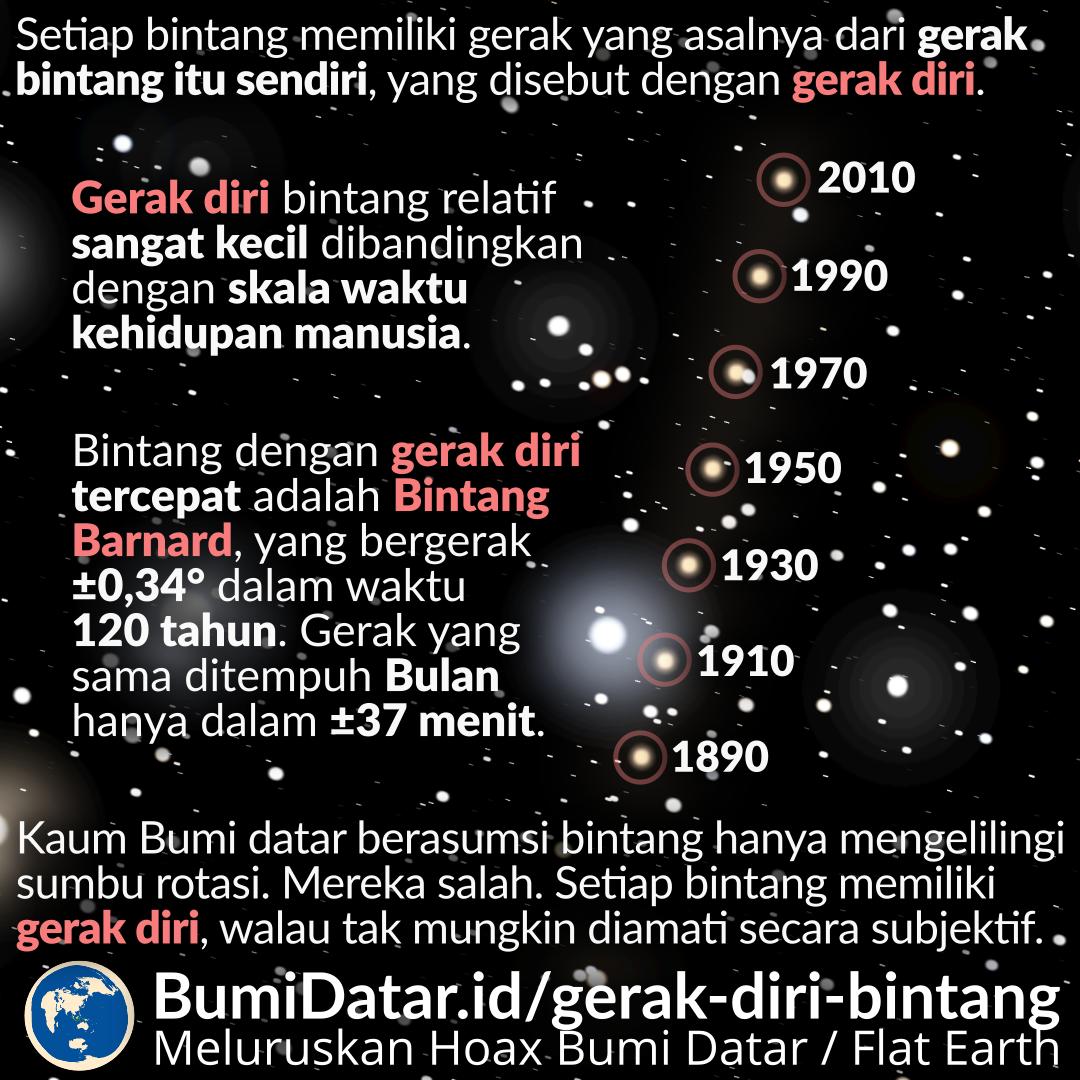 Setiap bintang memiliki gerak yang asalnya dari gerak
bintang itu sendiri, yang disebut dengan gerak diri.
Gerak diri bintang relatif
sangat kecil dibandingkan
dengan skala waktu
kehidupan manusia.
2010
1990
1970
1950
1930
1910
1890
Bintang dengan gerak diri
tercepat adalah Bintang
Barnard, yang bergerak
±0,34° dalam waktu
120 tahun. Gerak yang
sama ditempuh Bulan
hanya dalam ±37 menit.
Kaum Bumi datar berasumsi bintang hanya mengelilingi
sumbu rotasi. Mereka salah. Setiap bintang memiliki
gerak diri, walau tak mungkin diamati secara subjektif.
BumiDatar.id/gerak-diri-bintang
Meluruskan Hoax Bumi Datar / Flat Earth